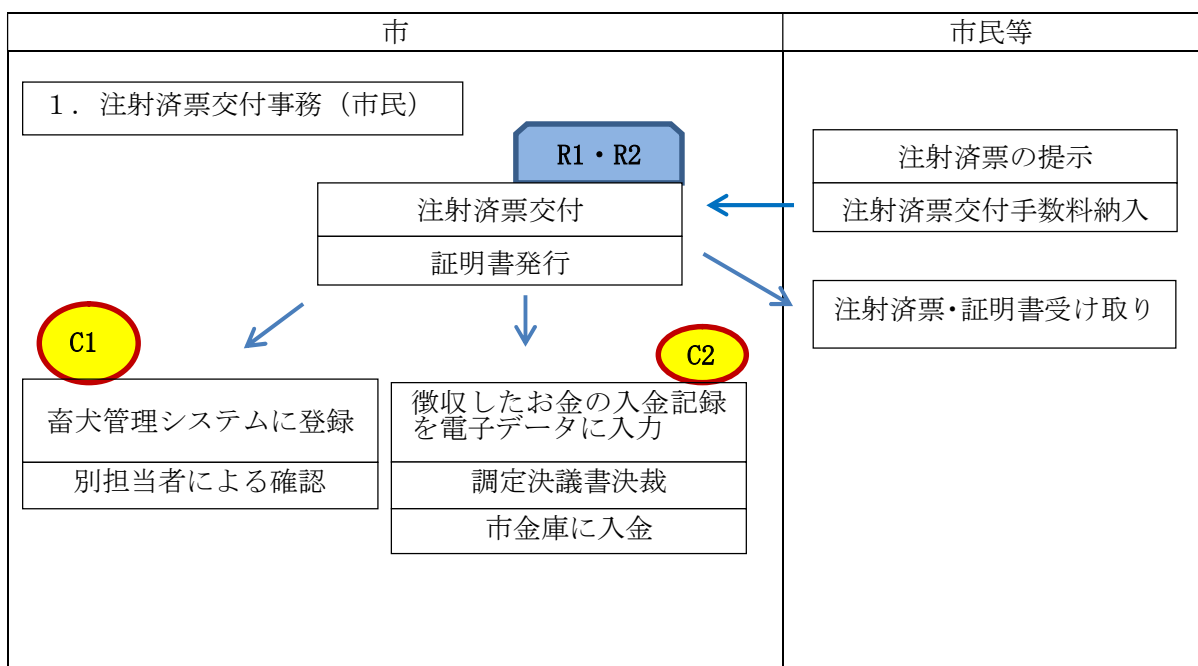 市
市民等
１．注射済票交付事務（市民）
R1・R2
注射済票交付
証明書発行
注射済票の提示
注射済票交付手数料納入
注射済票・証明書受け取り
C1
畜犬管理システムに登録
別担当者による確認
C2
徴収したお金の入金記録
を電子データに入力
調定決議書決裁
市金庫に入金